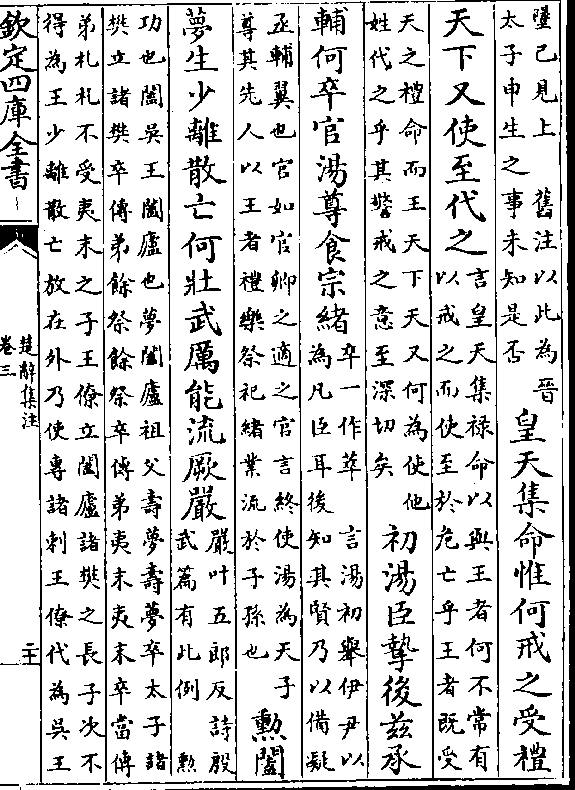 墜已見上　舊注以此為晉
太子申生之事未知是否
皇天集命惟何戒之受禮
天下又使至代之
言皇天集禄命以與王者何不常有
以戒之而使至於危亡乎王者既受
天之禮命而王天下天又何為使他
姓代之乎其警戒之意至深切矣
初湯臣摯後兹承
輔何卒官湯尊食宗緒
卒一作萃　言湯初舉伊尹以
為凡臣耳後知其賢乃以備疑
丞輔翼也官如官卿之適之官言終使湯為天子
尊其先人以王者禮樂祭祀緒業流於子孫也
勲闔
夢生少離散亡何壯武厲能流厥嚴
嚴叶五郎反　詩殷
武篇有此例　勲
功也闔吳王闔廬也夢闔廬祖父壽夢壽夢卒太子諸
樊立諸樊卒傳弟餘祭餘祭卒傳弟夷末夷末卒當傳
弟札札不受夷末之子王僚立闔廬諸樊之長子次不
得為王少離散亡放在外乃使專諸刺王僚代為吳王
欽定四庫全書
楚辭集注
卷三
二十